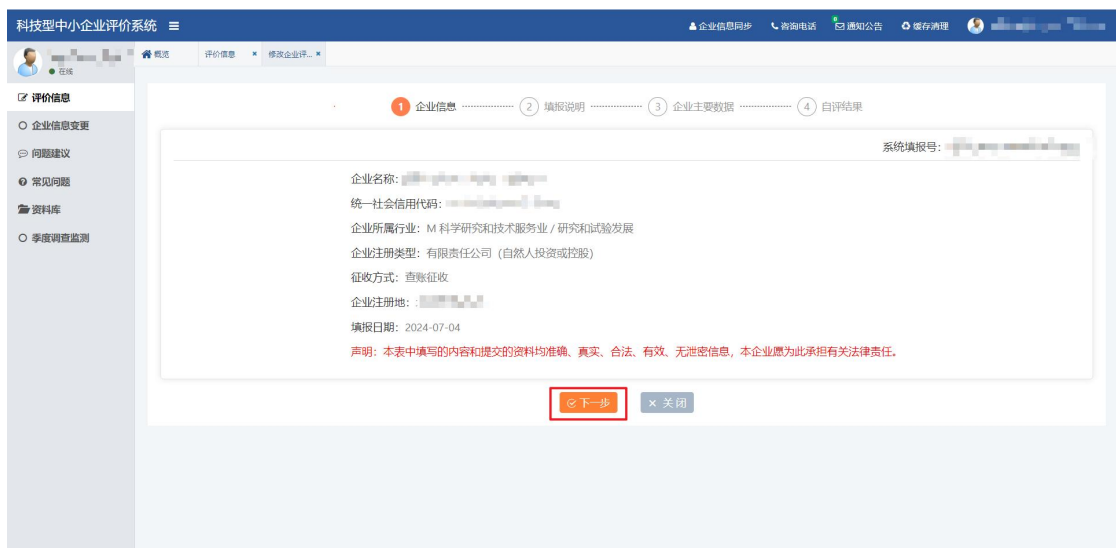 科技型中小企业评价系统
企业信息同步 咨询电话 0 通知公告 缓存清理
在线
概览 评价信息 × 修改企业评... ×
评价信息
企业信息变更
问题建议
常见问题
资料库
季度调查监测
1 企业信息 2 填报说明 3 企业主要数据 4 自评结果
系统填报号：
企业名称：
统一社会信用代码：
企业所属行业：M 科学研究和技术服务业 / 研究和试验发展
企业注册类型：有限责任公司（自然人投资或控股）
征收方式：查账征收
企业注册地：
填报日期：2024-07-04
声明：本表中填写的内容和提交的资料均准确、真实、合法、有效、无泄密信息，本企业愿为此承担有关法律责任。
下一步 × 关闭